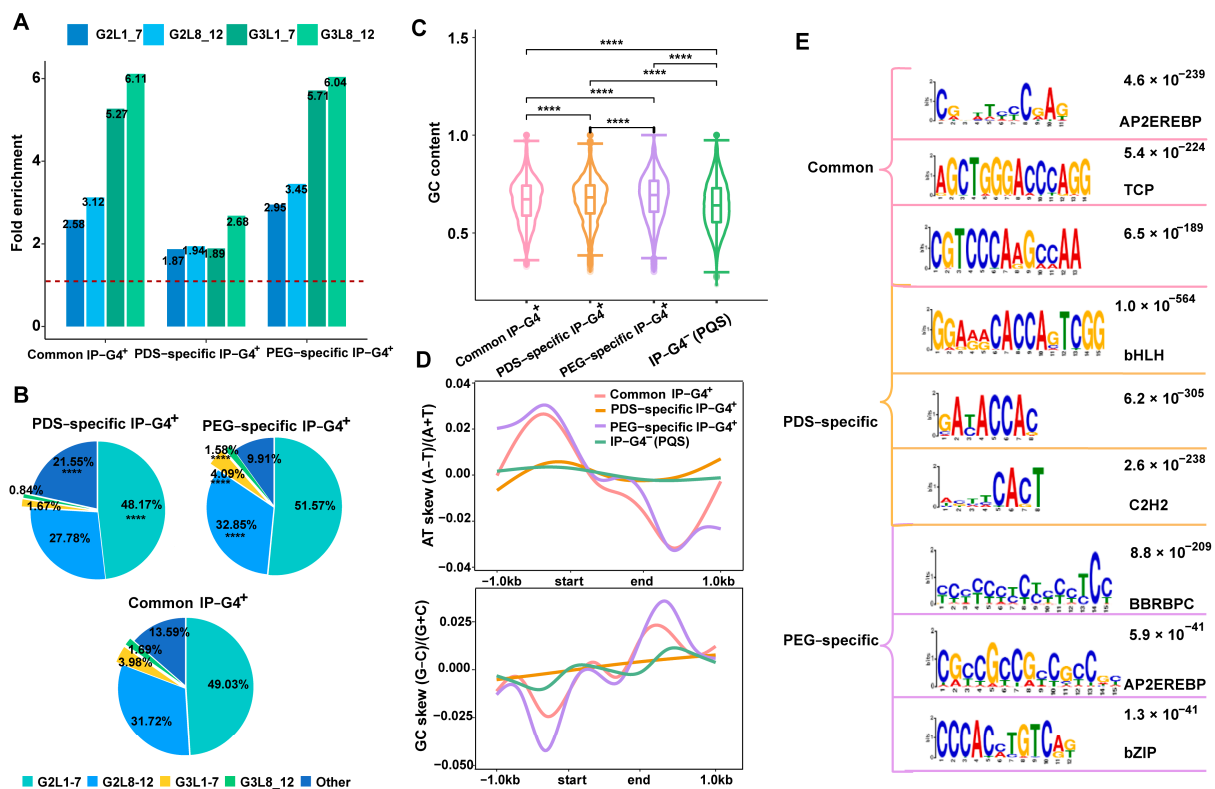 A
G2L1_7 G2L8_12 G3L1_7 G3L8_12
Fold enrichment
6
4
2
0
2.58 3.12 5.27 6.11
1.87 1.94 1.89 2.68
2.95 3.45 5.71 6.04
Common IP–G4+ PDS–specific IP–G4+ PEG–specific IP–G4+
B
PDS–specific IP–G4+
21.55%
****
0.84%
1.67%
48.17%
****
27.78%
PEG–specific IP–G4+
1.58%
****
9.91%
4.09%
****
51.57%
32.85%
****
Common IP–G4+
13.59%
1.69%
3.98%
49.03%
31.72%
G2L1-7 G2L8-12 G3L1-7 G3L8_12 Other
C
GC content
1.5
1.0
0.5
****
****
****
****
****
****
Common IP–G4+
PDS–specific IP–G4+
PEG–specific IP–G4+
IP–G4− (PQS)
D
AT skew (A–T)/(A+T)
0.04
0.02
0.00
−0.02
−0.04
Common IP–G4+
PDS–specific IP–G4+
PEG–specific IP–G4+
IP–G4−(PQS)
−1.0kb start end 1.0kb
GC skew (G–C)/(G+C)
0.025
0.000
−0.025
−0.050
−1.0kb start end 1.0kb
E
Common
4.6 × 10−239
AP2EREBP
5.4 × 10−224
AGCTGGGACCCAGG
TCP
6.5 × 10−189
PDS–specific
1.0 × 10−564
bHLH
6.2 × 10−305
2.6 × 10−238
C2H2
PEG–specific
8.8 × 10−209
BBRBPC
5.9 × 10−41
AP2EREBP
1.3 × 10−41
bZIP